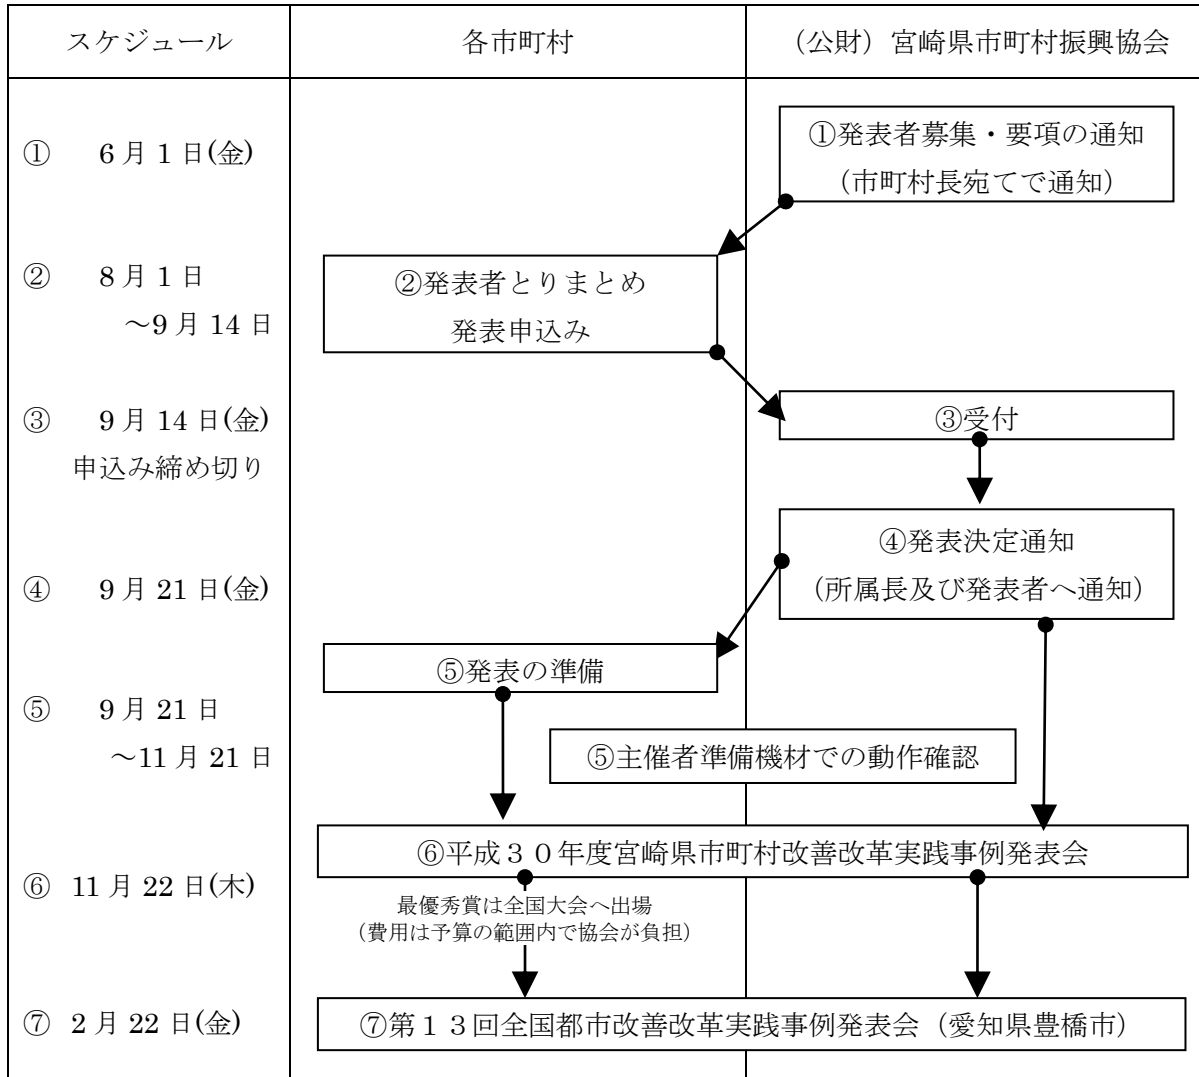 スケジュール
各市町村
（公財）宮崎県市町村振興協会
① 6月1日(金)
①発表者募集・要項の通知
（市町村長宛てで通知）
② 8月1日
～9月14日
②発表者とりまとめ
発表申込み
③ 9月14日(金)
申込み締め切り
③受付
④ 9月21日(金)
④発表決定通知
（所属長及び発表者へ通知）
⑤ 9月21日
～11月21日
⑤発表の準備
⑤主催者準備機材での動作確認
⑥ 11月22日(木)
⑥平成３０年度宮崎県市町村改善改革実践事例発表会
最優秀賞は全国大会へ出場
（費用は予算の範囲内で協会が負担）
⑦ 2月22日(金)
⑦第１３回全国都市改善改革実践事例発表会（愛知県豊橋市）